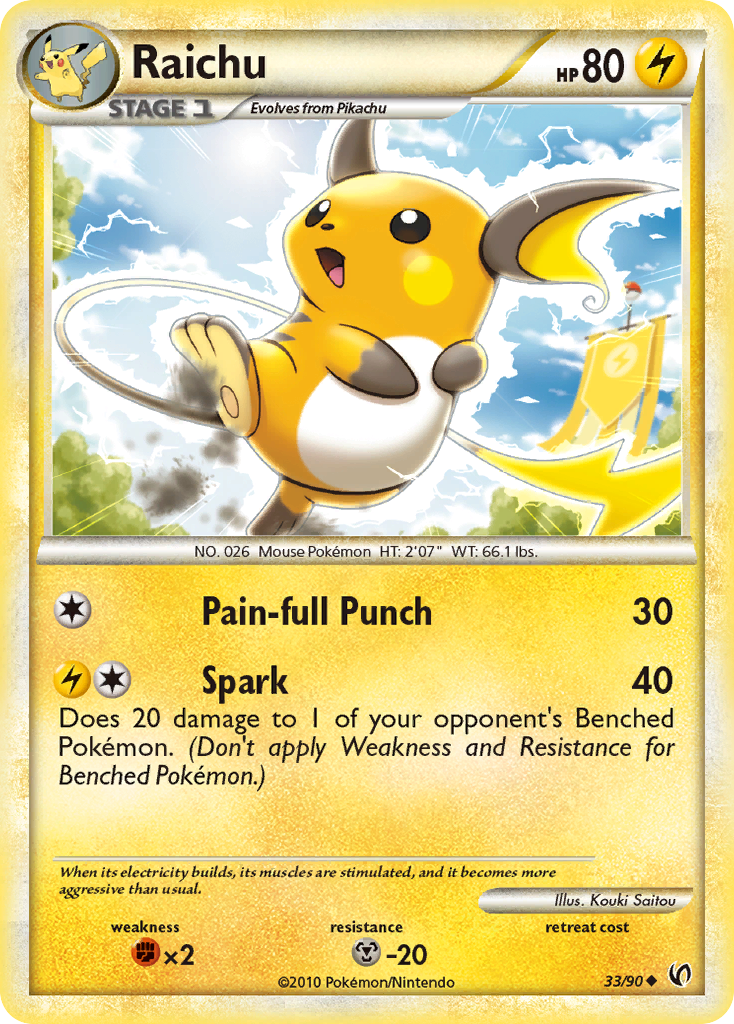 Raichu HP 80
STAGE 1 Evolves from Pikachu
NO. 026 Mouse Pokémon HT: 2'07" WT: 66.1 lbs.
Pain-full Punch 30
Spark 40
Does 20 damage to 1 of your opponent's Benched
Pokémon. (Don't apply Weakness and Resistance for
Benched Pokémon.)
When its electricity builds, its muscles are stimulated, and it becomes more
aggressive than usual.
Illus. Kouki Saitou
weakness resistance retreat cost
×2 -20
©2010 Pokémon/Nintendo 33/90